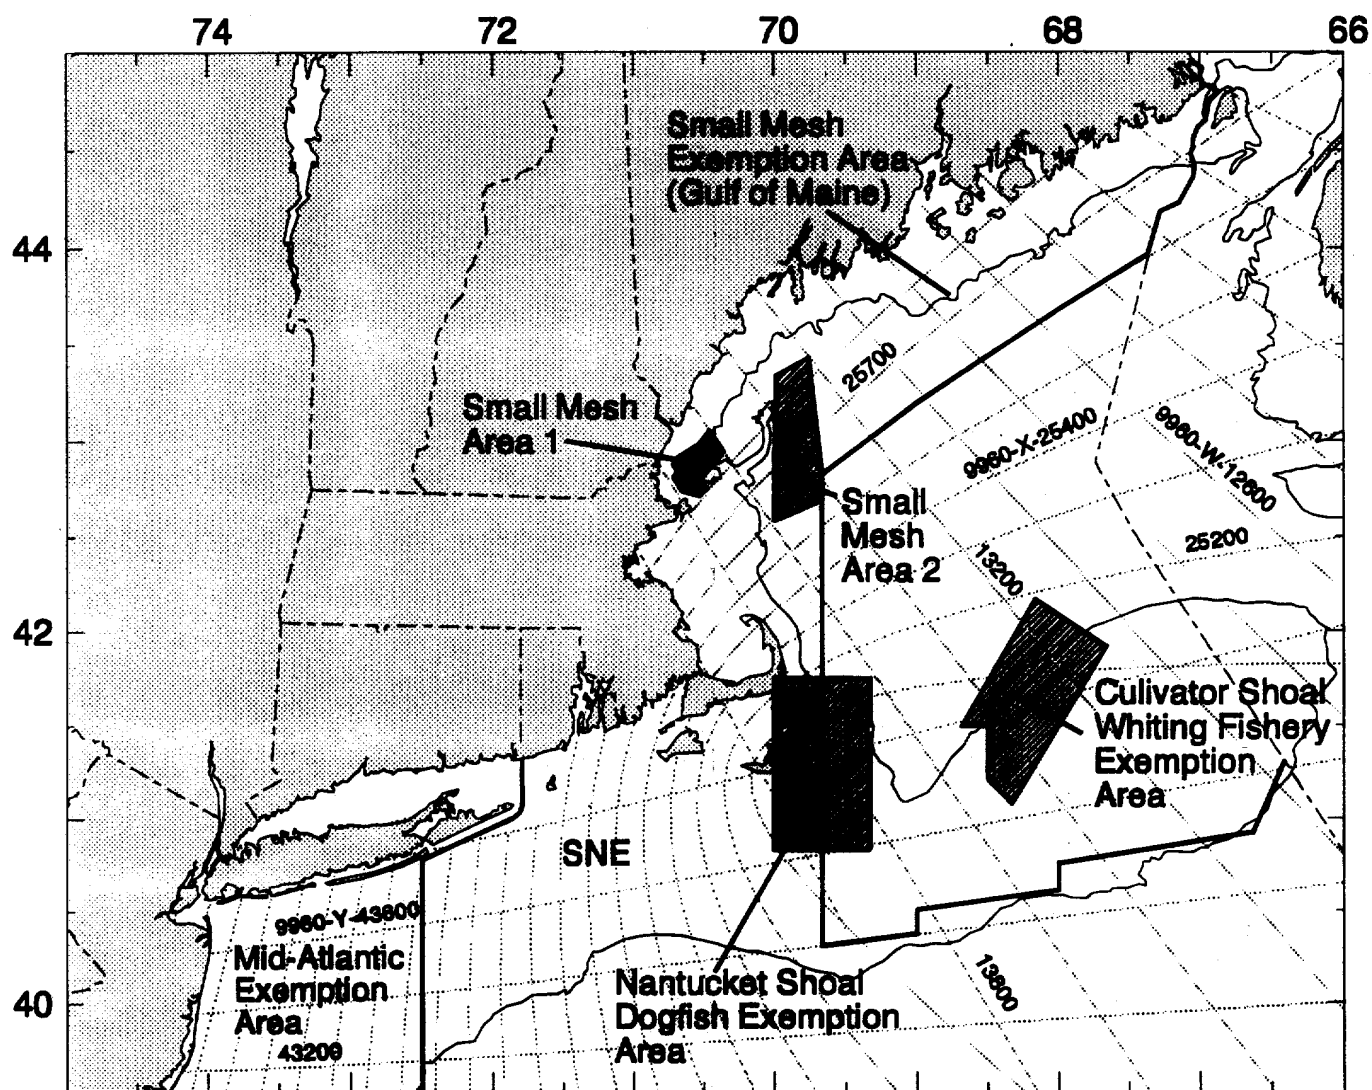 74 72 70 68 66
Small Mesh
Exemption Area
(Gulf of Maine)
44
25700
Small Mesh
Area 1
9960-X-25400
9960-W-12600
Small
Mesh
Area 2
25200
13200
42
Culivator Shoal
Whiting Fishery
Exemption
Area
SNE
9960-Y-43600
Mid-Atlantic
Exemption
Area
43200
Nantucket Shoal
Dogfish Exemption
Area
13800
40